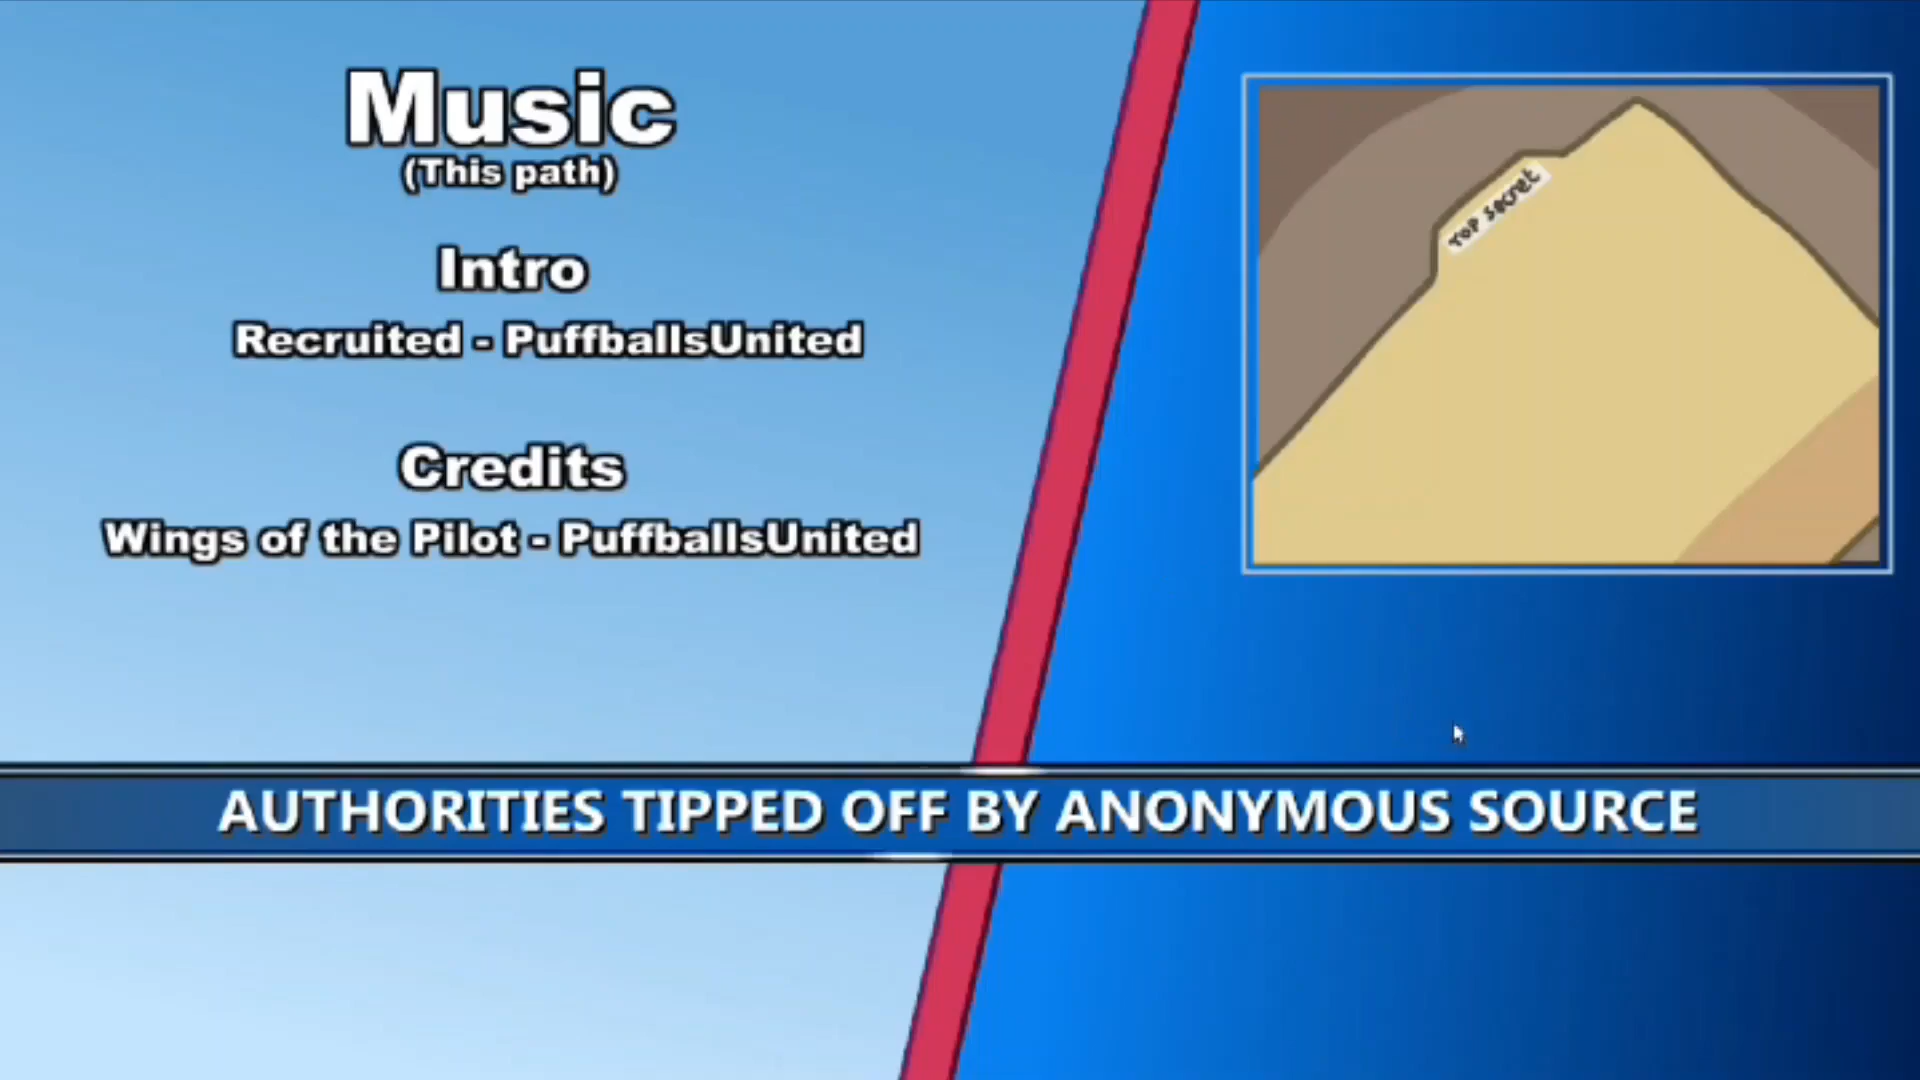 Music
(This path)
Intro
Recruited - PuffballsUnited
Credits
Wings of the Pilot - PuffballsUnited
TOP SECRET
AUTHORITIES TIPPED OFF BY ANONYMOUS SOURCE